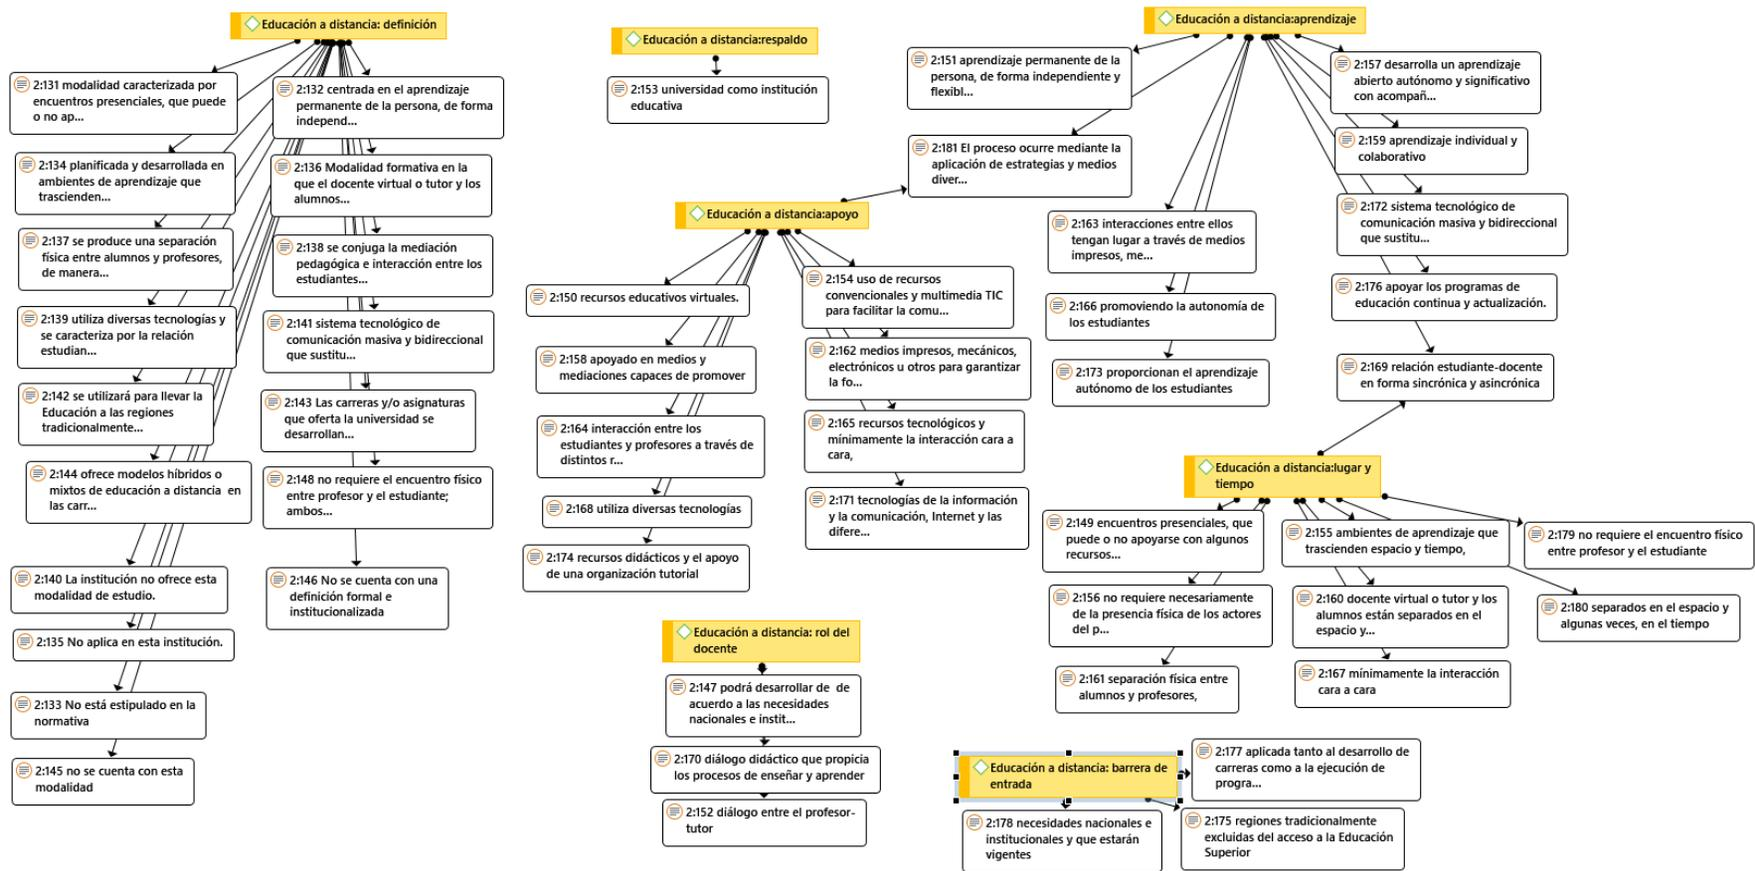 Educación a distancia: definición
2:131 modalidad caracterizada por
encuentros presenciales, que puede
o no ap...
2:132 centrada en el aprendizaje
permanente de la persona, de forma
independ...
2:134 planificada y desarrollada en
ambientes de aprendizaje que
trascienden...
2:136 Modalidad formativa en la
que el docente virtual o tutor y los
alumnos...
2:137 se produce una separación
física entre alumnos y profesores,
de manera...
2:138 se conjuga la mediación
pedagógica e interacción entre los
estudiantes...
2:139 utiliza diversas tecnologías y
se caracteriza por la relación
estudian...
2:141 sistema tecnológico de
comunicación masiva y bidireccional
que sustitu...
2:142 se utilizará para llevar la
Educación a las regiones
tradicionalmente...
2:143 Las carreras y/o asignaturas
que oferta la universidad se
desarrollan...
2:144 ofrece modelos híbridos o
mixtos de educación a distancia en
las carr...
2:148 no requiere el encuentro físico
entre profesor y el estudiante;
ambos...
2:140 La institución no ofrece esta
modalidad de estudio.
2:146 No se cuenta con una
definición formal e
institucionalizada
2:135 No aplica en esta institución.
2:133 No está estipulado en la
normativa
2:145 no se cuenta con esta
modalidad
Educación a distancia:respaldo
2:153 universidad como institución
educativa
Educación a distancia:apoyo
2:150 recursos educativos virtuales.
2:154 uso de recursos
convencionales y multimedia TIC
para facilitar la comu...
2:158 apoyado en medios y
mediaciones capaces de promover
2:162 medios impresos, mecánicos,
electrónicos u otros para garantizar
la fo...
2:164 interacción entre los
estudiantes y profesores a través de
distintos r...
2:165 recursos tecnológicos y
mínimamente la interacción cara a
cara,
2:168 utiliza diversas tecnologías
2:171 tecnologías de la información
y la comunicación, Internet y las
difere...
2:174 recursos didácticos y el apoyo
de una organización tutorial
Educación a distancia: rol del
docente
2:147 podrá desarrollar de de
acuerdo a las necesidades
nacionales e instit...
2:170 diálogo didáctico que propicia
los procesos de enseñar y aprender
2:152 diálogo entre el profesor-
tutor
Educación a distancia:aprendizaje
2:151 aprendizaje permanente de la
persona, de forma independiente y
flexibl...
2:157 desarrolla un aprendizaje
abierto autónomo y significativo
con acompañ...
2:181 El proceso ocurre mediante la
aplicación de estrategias y medios
diver...
2:159 aprendizaje individual y
colaborativo
2:163 interacciones entre ellos
tengan lugar a través de medios
impresos, me...
2:172 sistema tecnológico de
comunicación masiva y bidireccional
que sustitu...
2:166 promoviendo la autonomía de
los estudiantes
2:176 apoyar los programas de
educación continua y actualización.
2:173 proporcionan el aprendizaje
autónomo de los estudiantes
2:169 relación estudiante-docente
en forma sincrónica y asincrónica
Educación a distancia:lugar y
tiempo
2:149 encuentros presenciales, que
puede o no apoyarse con algunos
recursos...
2:155 ambientes de aprendizaje que
trascienden espacio y tiempo,
2:179 no requiere el encuentro físico
entre profesor y el estudiante
2:156 no requiere necesariamente
de la presencia física de los actores
del p...
2:160 docente virtual o tutor y los
alumnos están separados en el
espacio y...
2:180 separados en el espacio y
algunas veces, en el tiempo
2:161 separación física entre
alumnos y profesores,
2:167 mínimamente la interacción
cara a cara
Educación a distancia: barrera de
entrada
2:177 aplicada tanto al desarrollo de
carreras como a la ejecución de
progra...
2:178 necesidades nacionales e
institucionales y que estarán
vigentes
2:175 regiones tradicionalmente
excluidas del acceso a la Educación
Superior